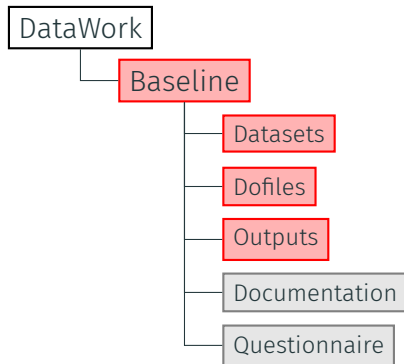 DataWork
Baseline
Datasets
Dofiles
Outputs
Documentation
Questionnaire